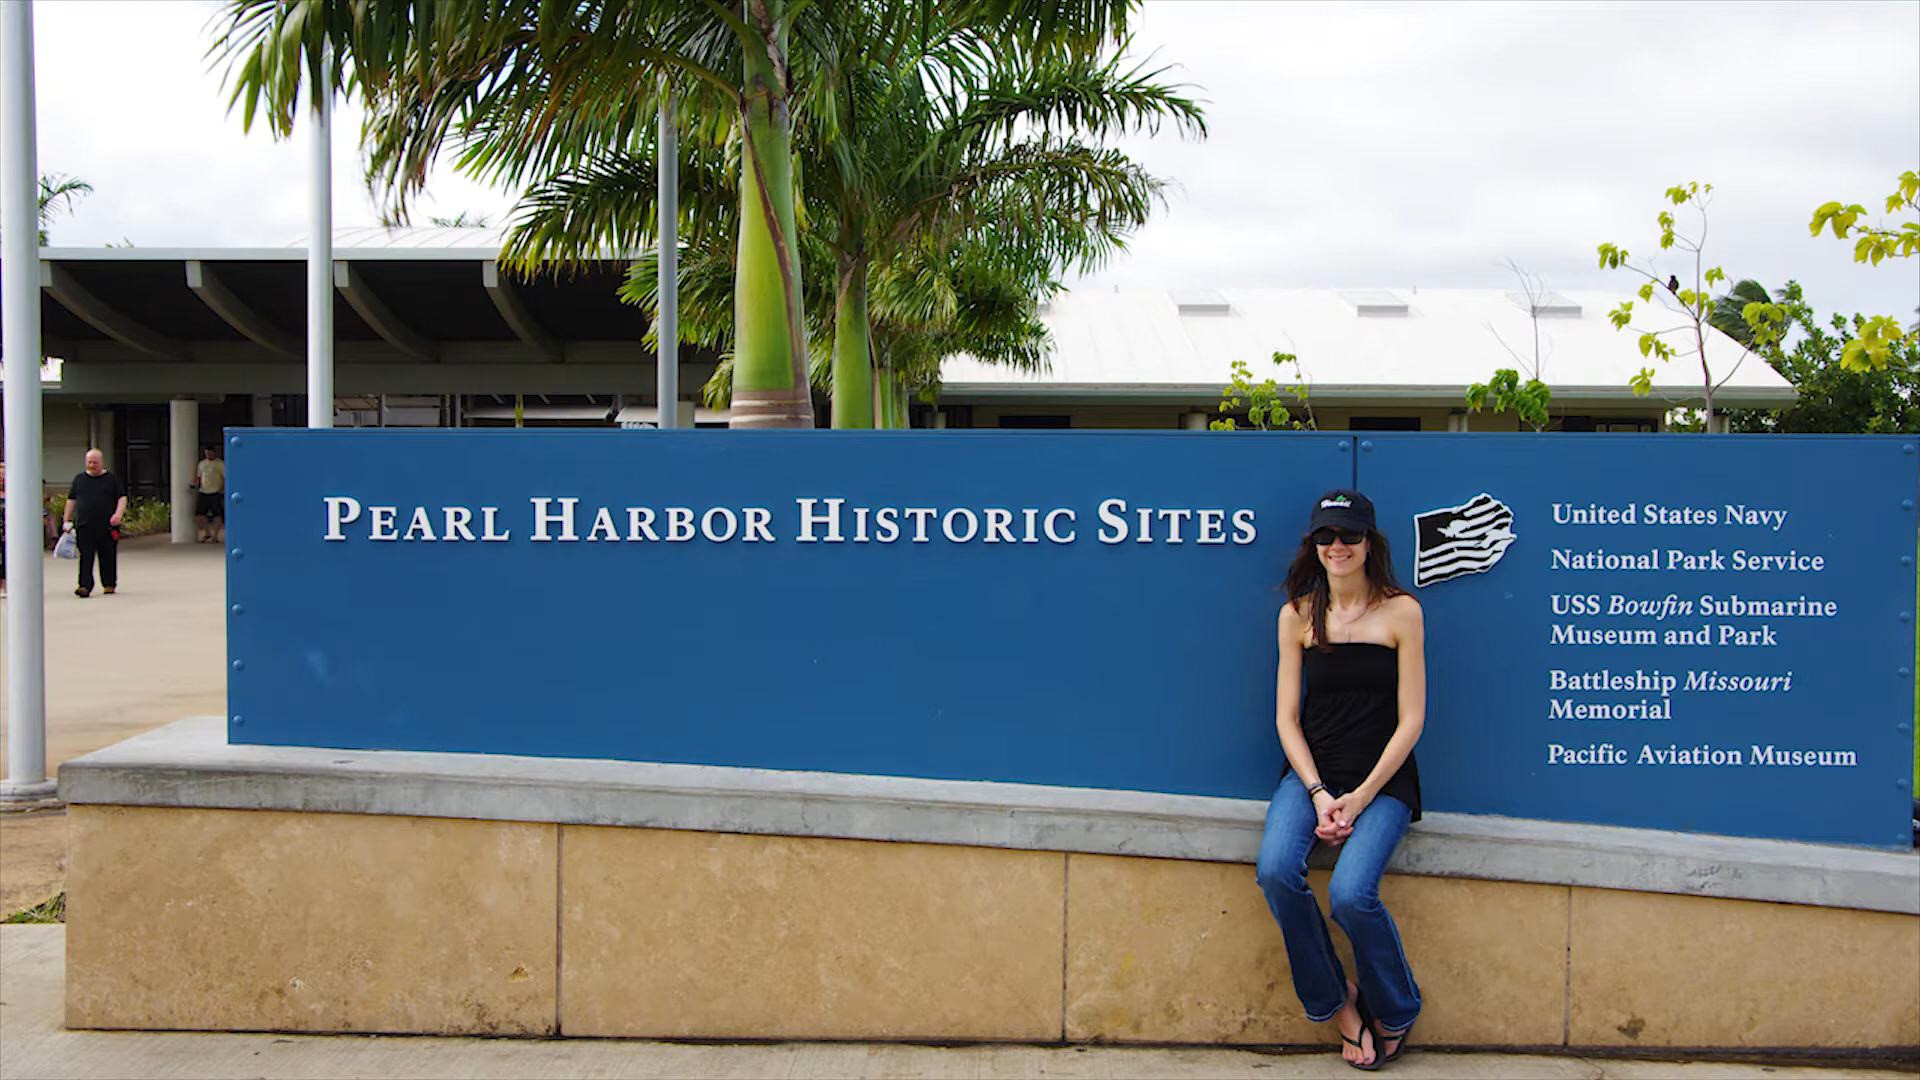 PEARL HARBOR HISTORIC SITES
United States Navy
National Park Service
USS Bowfin Submarine
Museum and Park
Battleship Missouri
Memorial
Pacific Aviation Museum